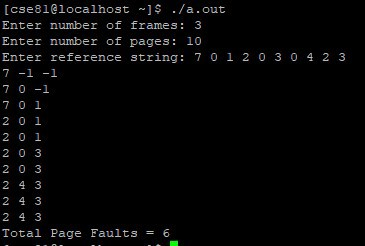 [cse81@localhost ~]$ ./a.out
Enter number of frames: 3
Enter number of pages: 10
Enter reference string: 7 0 1 2 0 3 0 4 2 3
7 -1 -1
7 0 -1
7 0 1
2 0 1
2 0 1
2 0 3
2 0 3
2 4 3
2 4 3
2 4 3
Total Page Faults = 6